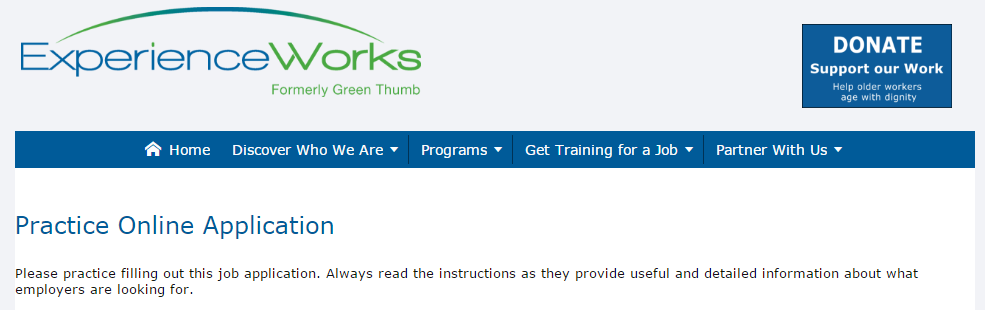 ExperienceWorks
Formerly Green Thumb
DONATE
Support our Work
Help older workers
age with dignity
Home Discover Who We Are Programs Get Training for a Job Partner With Us
Practice Online Application
Please practice filling out this job application. Always read the instructions as they provide useful and detailed information about what
employers are looking for.